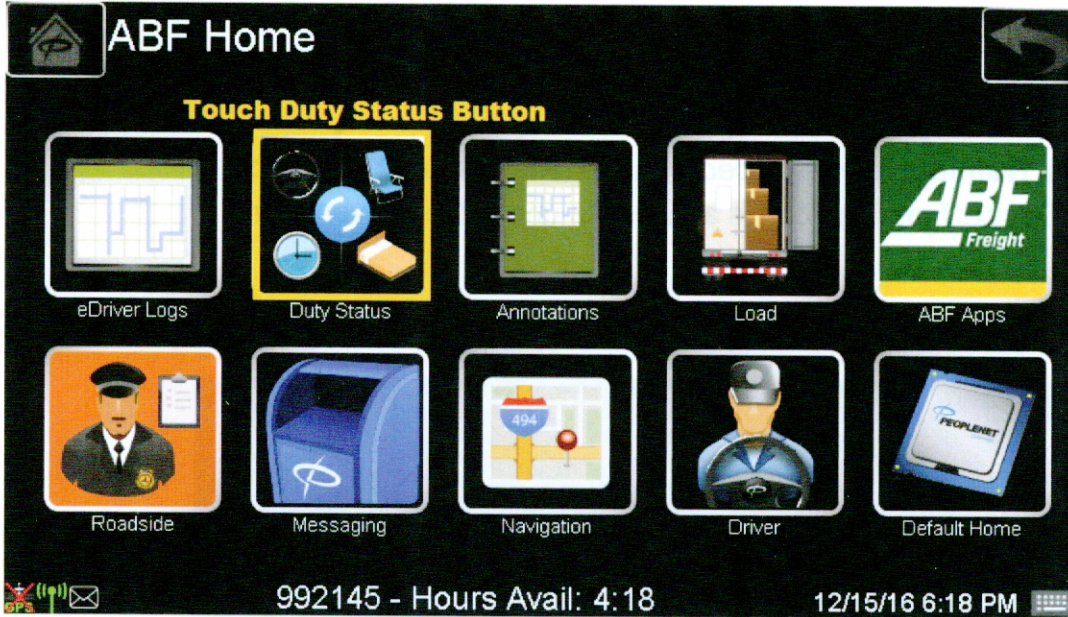 ABF Home
Touch Duty Status Button
ABF
Freight
eDriver Logs
Duty Status
Annotations
Load
ABF Apps
494
PEOPLENET
Roadside
Messaging
Navigation
Driver
Default Home
GPS
992145 - Hours Avail: 4:18
12/15/16 6:18 PM